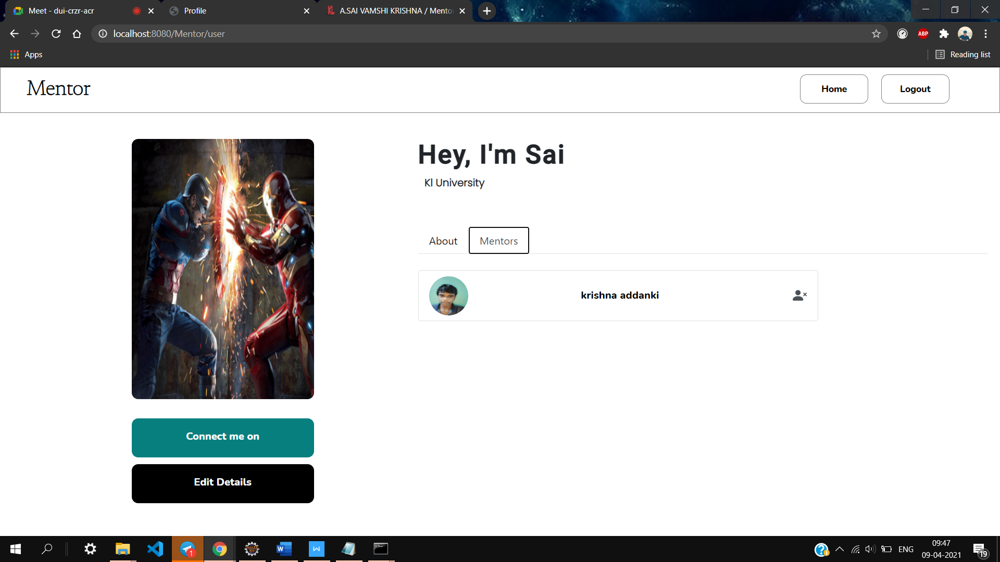 Meet - dui-crzr-acr
Profile
A.SAI VAMSHI KRISHNA / Mento
localhost:8080/Mentor/user
ABP
Apps
Reading list
Mentor
Home
Logout
Hey, I'm Sai
Kl University
About
Mentors
krishna addanki
Connect me on
Edit Details
1
ENG
09:47
09-04-2021
19